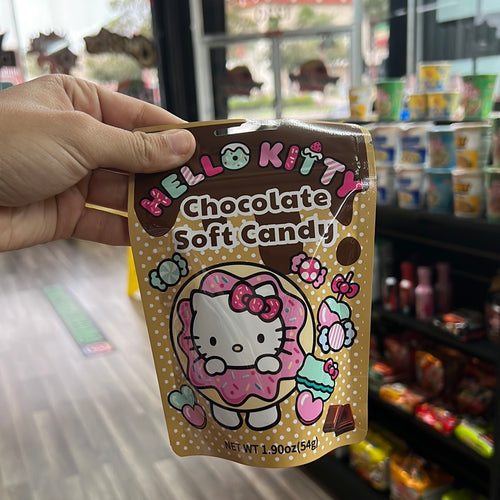 HELLO KITTY
Chocolate
Soft Candy
NET WT 1.90oz(54g)